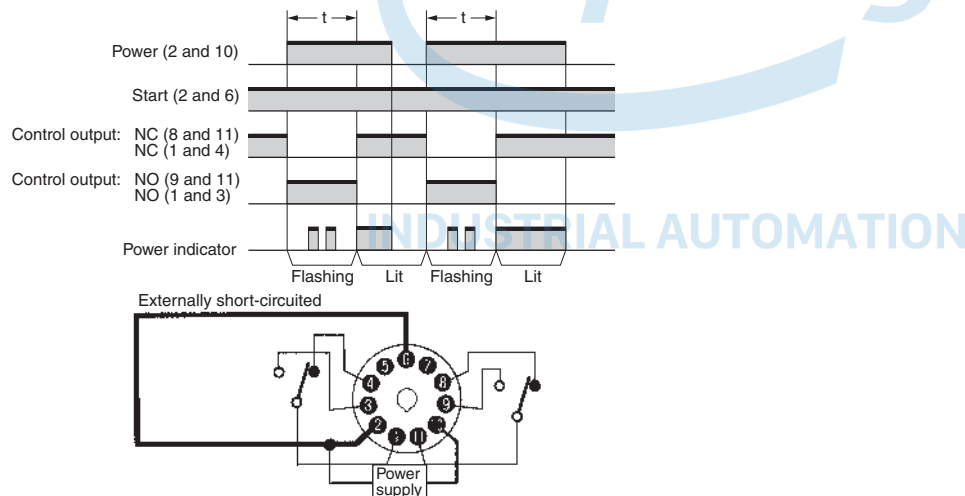 t
t
Power (2 and 10)
Start (2 and 6)
Control output: NC (8 and 11)
NC (1 and 4)
Control output: NO (9 and 11)
NO (1 and 3)
INDUSTRIAL AUTOMATION
Power indicator
Flashing Lit Flashing Lit
Externally short-circuited
6
5 7
4 8
3 9
2 10
1 11
Power
supply